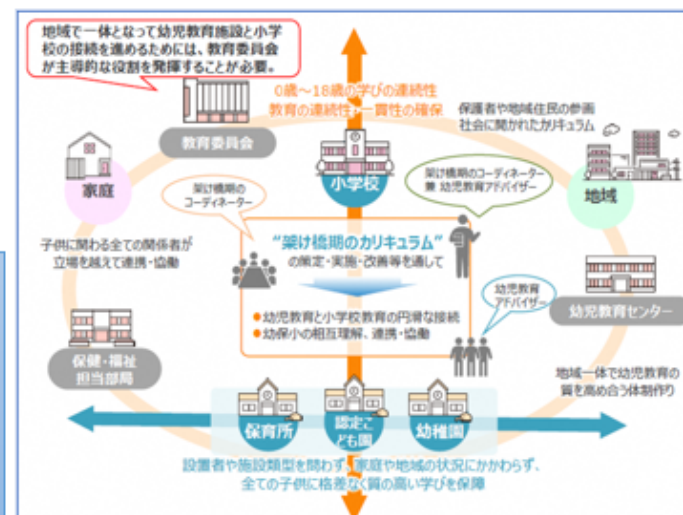 地域で一体となって幼児教育施設と小学
校の接続を進めるためには、教育委員会
が主導的な役割を発揮することが必要。
0歳～18歳の学びの連続性
教育の連続性・一貫性の確保
保護者や地域住民の参画
社会に開かれたカリキュラム
教育委員会
家庭
小学校
地域
架け橋期の
コーディネーター
架け橋期のコーディネーター
兼 幼児教育アドバイザー
子供に関わる全ての関係者が
立場を越えて連携・協働
“架け橋期のカリキュラム”
の策定・実施・改善等を通して
幼児教育
アドバイザー
幼児教育センター
●幼児教育と小学校教育の円滑な接続
●幼保小の相互理解、連携・協働
保健・福祉
担当部局
地域一体で幼児教育の
質を高め合う体制作り
保育所
認定こ
ども園
幼稚園
設置者や施設類型を問わず、家庭や地域の状況にかかわらず、
全ての子供に格差なく質の高い学びを保障